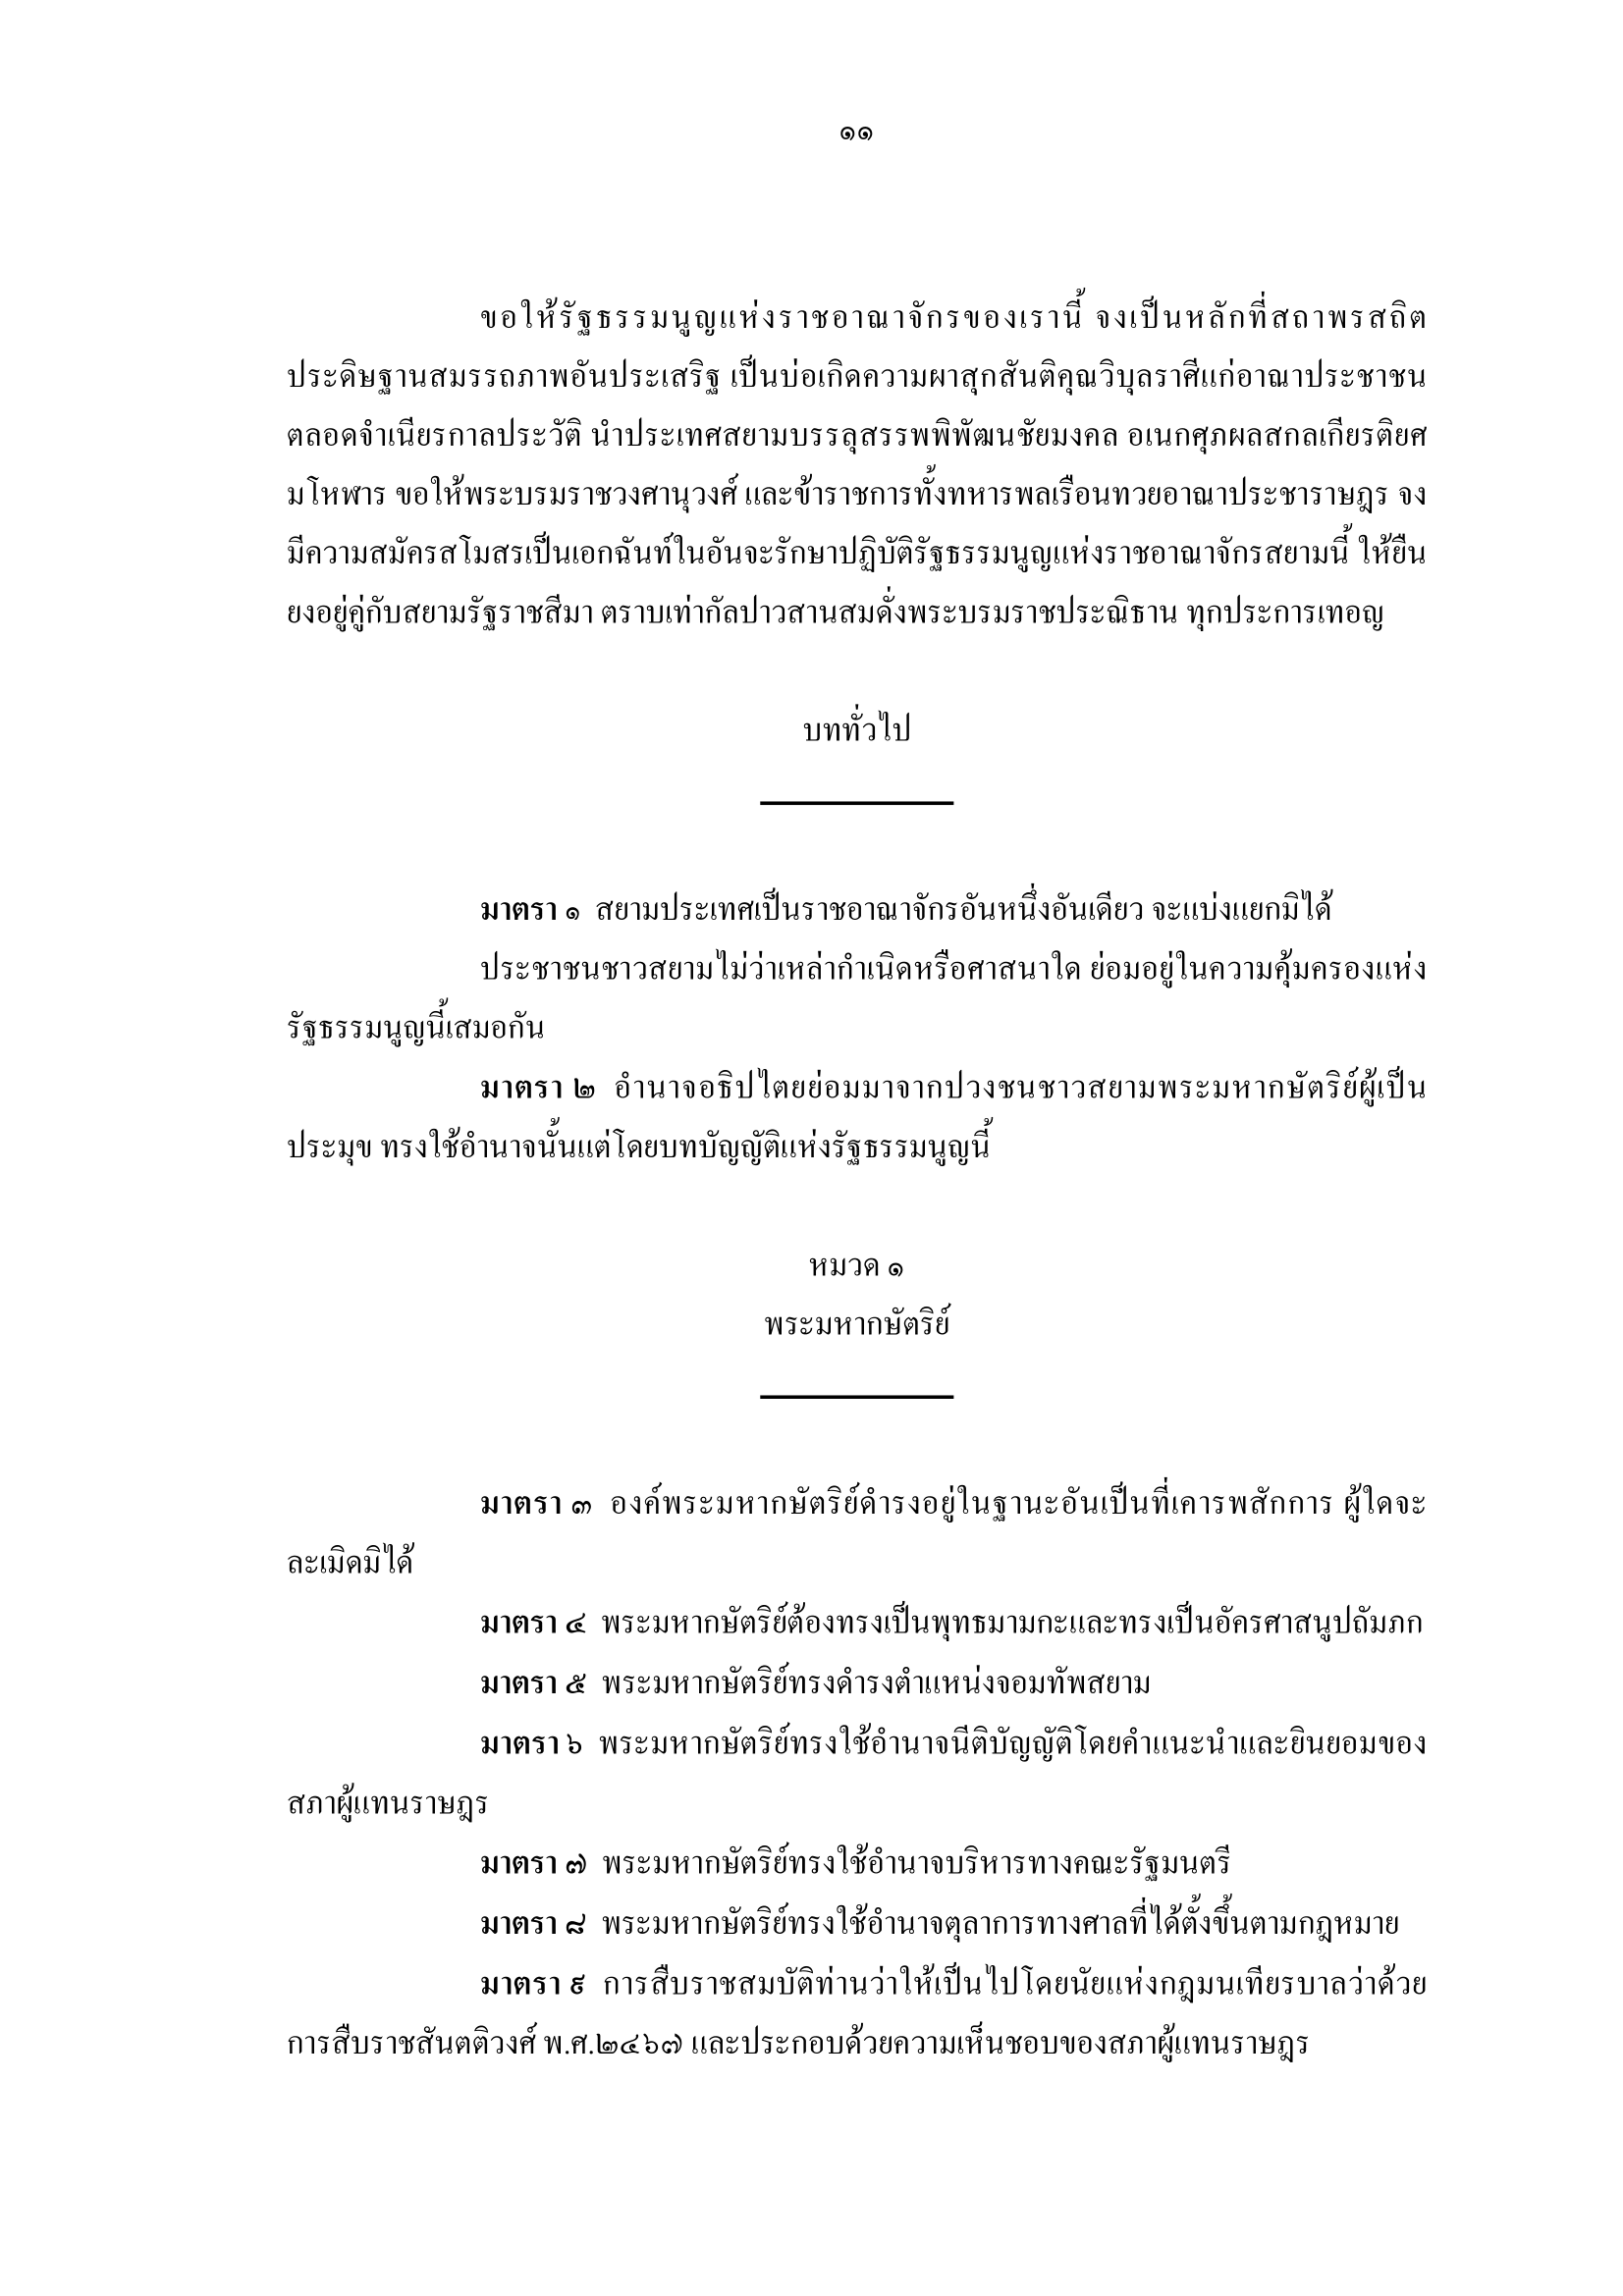 ๑๑
ขอให้รัฐธรรมนูญแห่งราชอาณาจักรของเรานี้ จงเป็นหลักที่สถาพรสถิต
ประดิษฐานสมรรถภาพอันประเสริฐ เป็นบ่อเกิดความผาสุกสันติคุณวิบุลราศีแก่อาณาประชาชน
ตลอดจำเนียรกาลประวัติ นำประเทศสยามบรรลุสรรพพิพัฒนชัยมงคล อเนกศุภผลสกลเกียรติยศ
มโหฬาร ขอให้พระบรมราชวงศานุวงศ์ และข้าราชการทั้งทหารพลเรือนทวยอาณาประชาราษฎร จง
มีความสมัครสโมสรเป็นเอกฉันท์ในอันจะรักษาปฏิบัติรัฐธรรมนูญแห่งราชอาณาจักรสยามนี้ ให้ยืน
ยงอยู่คู่กับสยามรัฐราชสีมา ตราบเท่ากัลปาวสานสมดั่งพระบรมราชประณิธาน ทุกประการเทอญ
บททั่วไป
มาตรา ๑ สยามประเทศเป็นราชอาณาจักรอันหนึ่งอันเดียว จะแบ่งแยกมิได้
ประชาชนชาวสยามไม่ว่าเหล่ากำเนิดหรือศาสนาใด ย่อมอยู่ในความคุ้มครองแห่ง
รัฐธรรมนูญนี้เสมอกัน
มาตรา ๒ อำนาจอธิปไตยย่อมมาจากปวงชนชาวสยามพระมหากษัตริย์ผู้เป็น
ประมุข ทรงใช้อำนาจนั้นแต่โดยบทบัญญัติแห่งรัฐธรรมนูญนี้
หมวด ๑
พระมหากษัตริย์
มาตรา ๓ องค์พระมหากษัตริย์ดำรงอยู่ในฐานะอันเป็นที่เคารพสักการ ผู้ใดจะ
ละเมิดมิได้
มาตรา ๔ พระมหากษัตริย์ต้องทรงเป็นพุทธมามกะและทรงเป็นอัครศาสนูปถัมภก
มาตรา ๕ พระมหากษัตริย์ทรงดำรงตำแหน่งจอมทัพสยาม
มาตรา ๖ พระมหากษัตริย์ทรงใช้อำนาจนีติบัญญัติโดยคำแนะนำและยินยอมของ
สภาผู้แทนราษฎร
มาตรา ๗ พระมหากษัตริย์ทรงใช้อำนาจบริหารทางคณะรัฐมนตรี
มาตรา ๘ พระมหากษัตริย์ทรงใช้อำนาจตุลาการทางศาลที่ได้ตั้งขึ้นตามกฎหมาย
มาตรา ๙ การสืบราชสมบัติท่านว่าให้เป็นไปโดยนัยแห่งกฎมนเทียรบาลว่าด้วย
การสืบราชสันตติวงศ์ พ.ศ.๒๔๖๗ และประกอบด้วยความเห็นชอบของสภาผู้แทนราษฎร